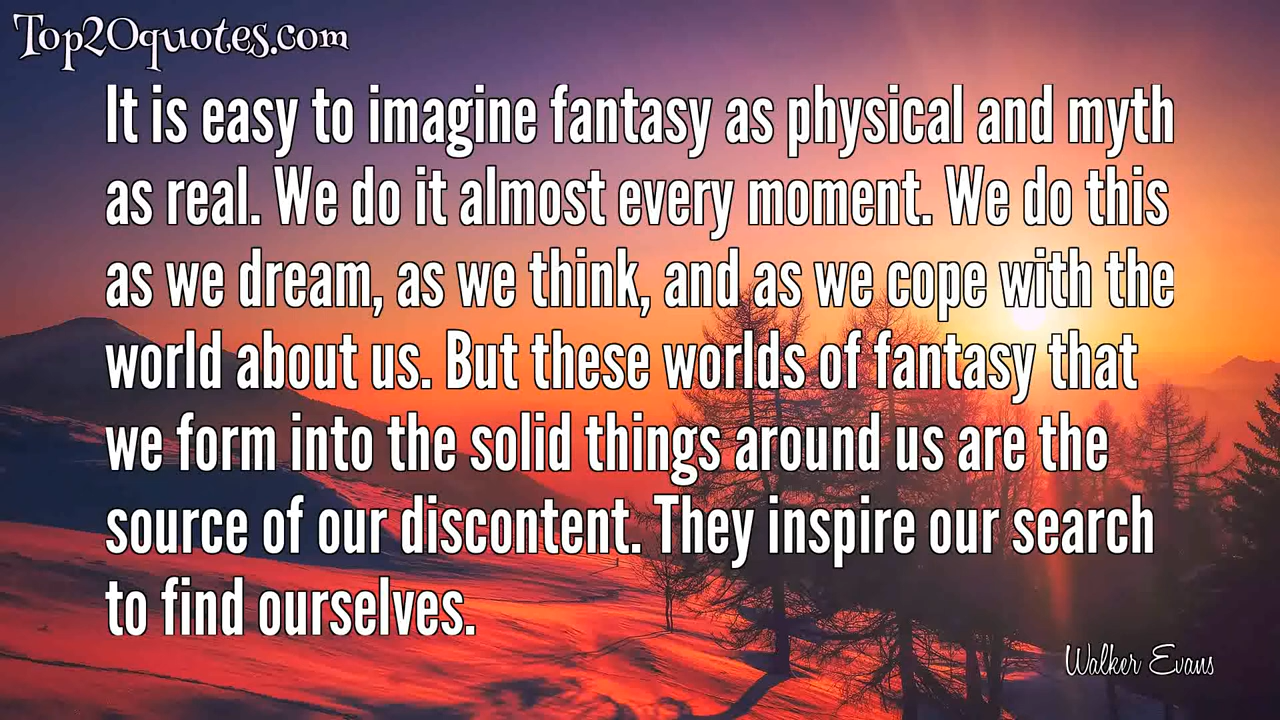 Top20quotes.com
It is easy to imagine fantasy as physical and myth
as real. We do it almost every moment. We do this
as we dream, as we think, and as we cope with the
world about us. But these worlds of fantasy that
we form into the solid things around us are the
source of our discontent. They inspire our search
to find ourselves.
Walker Evans